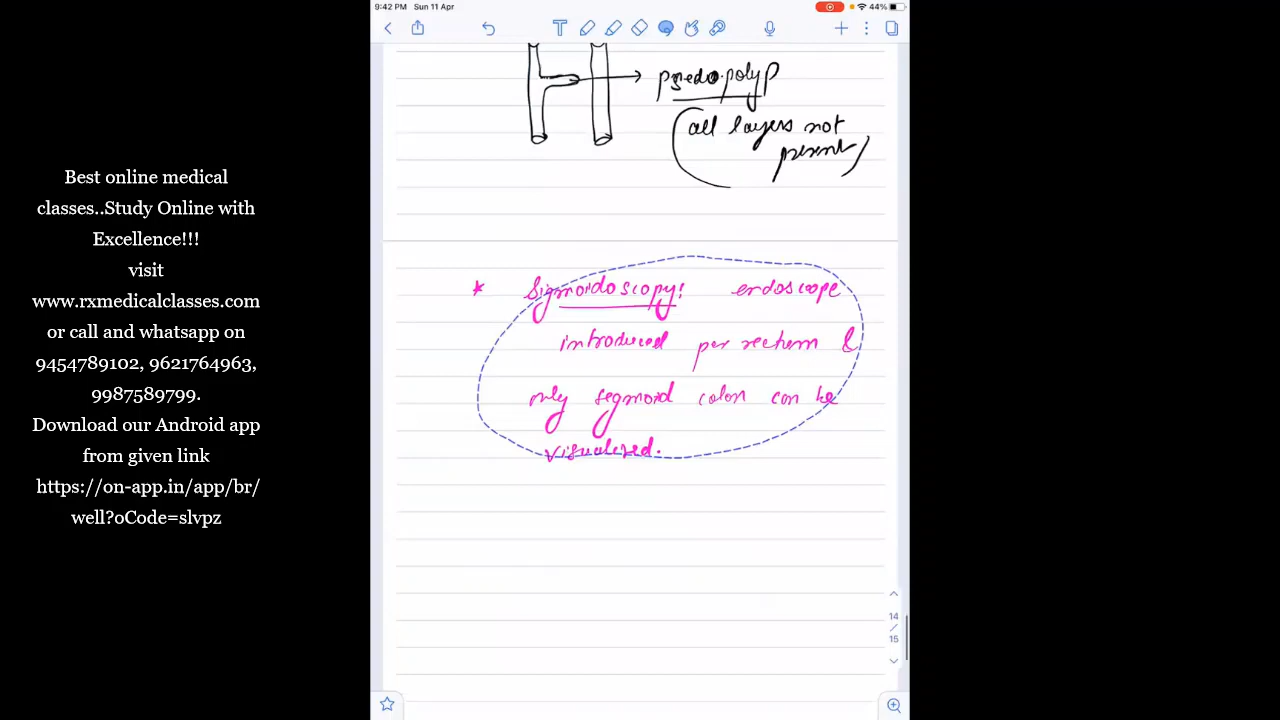 9:42 PM Sun 11 Apr
44%
psedo.polyp
(all layers not
present)
* Sigmoidoscopy: endoscope
introduced per rectum &
only segmoid colon can be
visualized.
14
/
15
Best online medical
classes..Study Online with
Excellence!!!
visit
www.rxmedicalclasses.com
or call and whatsapp on
9454789102, 9621764963,
9987589799.
Download our Android app
from given link
https://on-app.in/app/br/
well?oCode=slvpz